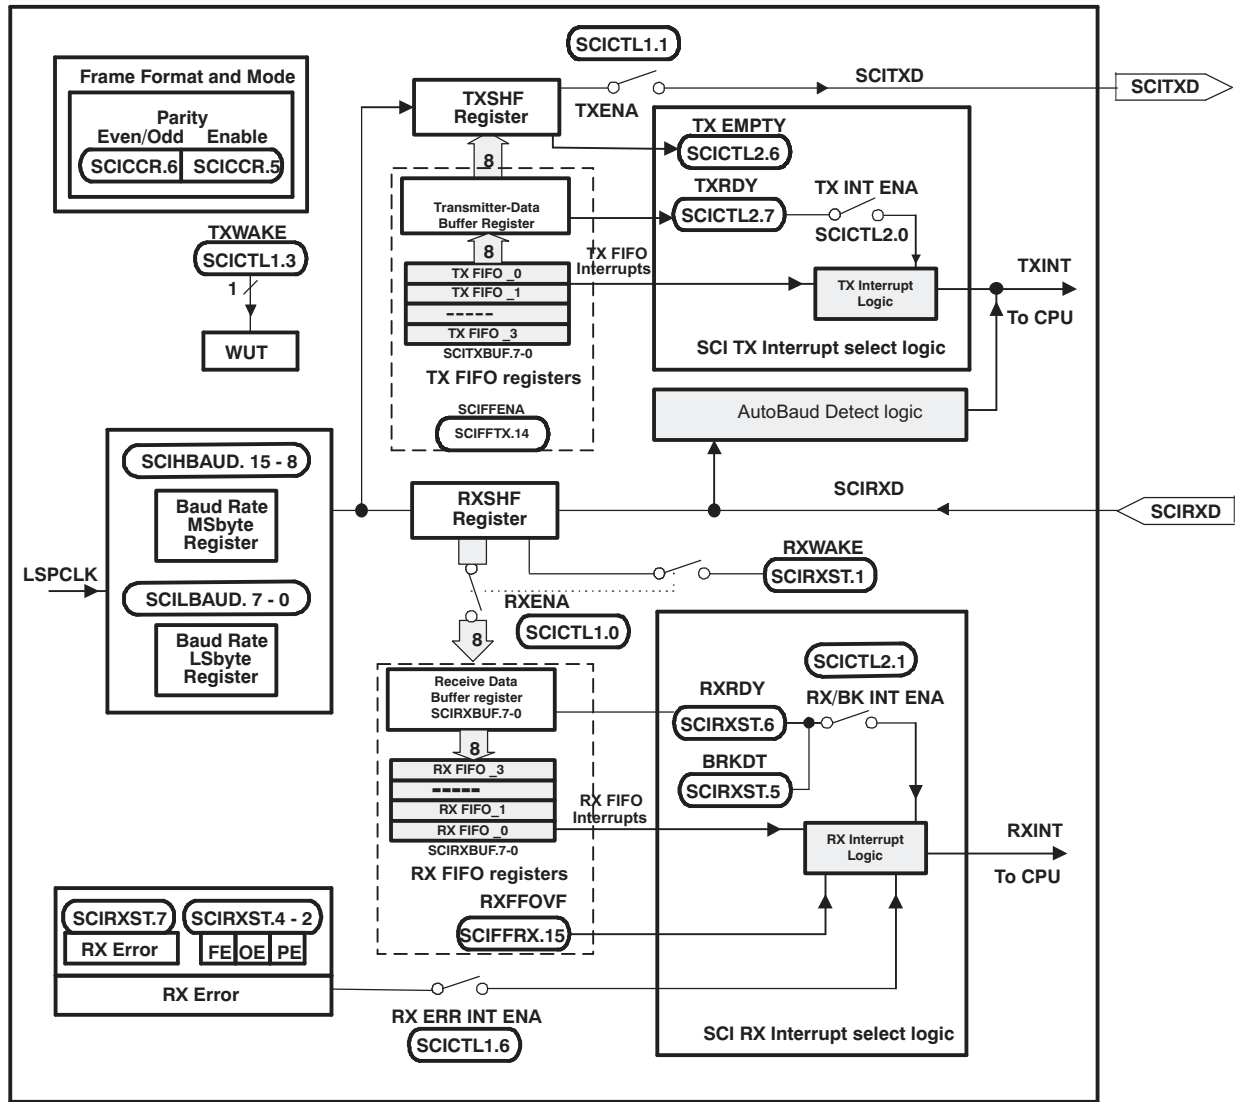 SCICTL1.1
Frame Format and Mode
Parity
Even/Odd Enable
SCICCR.6 SCICCR.5
TXSHF
Register
TXENA
SCITXD
SCITXD
TX EMPTY
SCICTL2.6
8
TXRDY
SCICTL2.7
TX INT ENA
SCICTL2.0
Transmitter-Data
Buffer Register
8
TX FIFO
Interrupts
TXWAKE
SCICTL1.3
1
WUT
TX FIFO _0
TX FIFO _1
-----
TX FIFO _3
SCITXBUF.7-0
TX FIFO registers
SCIFFENA
SCIFFTX.14
TX Interrupt
Logic
TXINT
To CPU
SCI TX Interrupt select logic
AutoBaud Detect logic
SCIHBAUD. 15 - 8
Baud Rate
MSbyte
Register
LSPCLK
SCILBAUD. 7 - 0
Baud Rate
LSbyte
Register
RXSHF
Register
SCIRXD
SCIRXD
RXWAKE
SCIRXST.1
RXENA
SCICTL1.0
8
Receive Data
Buffer register
SCIRXBUF.7-0
8
RX FIFO _3
-----
RX FIFO_1
RX FIFO _0
SCIRXBUF.7-0
RX FIFO registers
RX FIFO
Interrupts
SCICTL2.1
RXRDY
RX/BK INT ENA
SCIRXST.6
BRKDT
SCIRXST.5
RX Interrupt
Logic
RXINT
To CPU
RXFFOVF
SCIFFRX.15
SCIRXST.7 SCIRXST.4 - 2
RX Error FE OE PE
RX Error
RX ERR INT ENA
SCICTL1.6
SCI RX Interrupt select logic